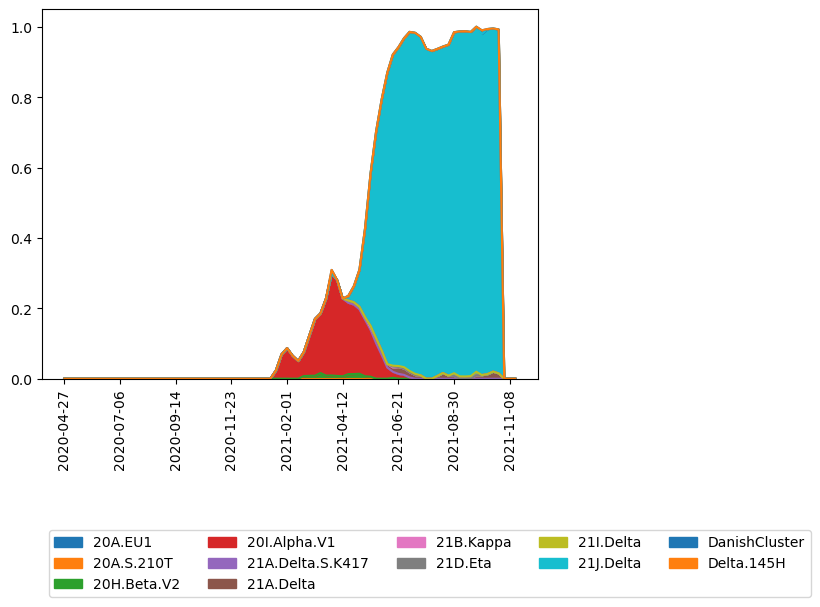 1.0
0.8
0.6
0.4
0.2
0.0
2020-04-27
2020-07-06
2020-09-14
2020-11-23
2021-02-01
2021-04-12
2021-06-21
2021-08-30
2021-11-08
20A.EU1
20I.Alpha.V1
21B.Kappa
21I.Delta
DanishCluster
20A.S.210T
21A.Delta.S.K417
21D.Eta
21J.Delta
Delta.145H
20H.Beta.V2
21A.Delta